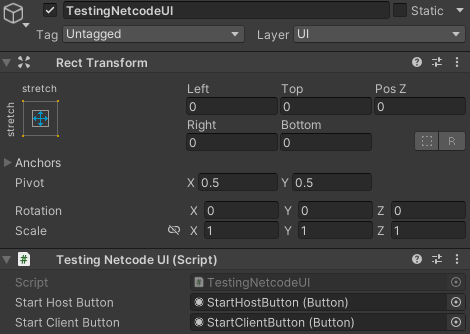 TestingNetcodeUI Static
Tag Untagged Layer UI
Rect Transform
stretch Left Top Pos Z
stretch 0 0 0
Right Bottom
0 0 R
Anchors
Pivot X 0.5 Y 0.5
Rotation X 0 Y 0 Z 0
Scale X 1 Y 1 Z 1
# Testing Netcode UI (Script)
Script # TestingNetcodeUI
Start Host Button StartHostButton (Button)
Start Client Button StartClientButton (Button)